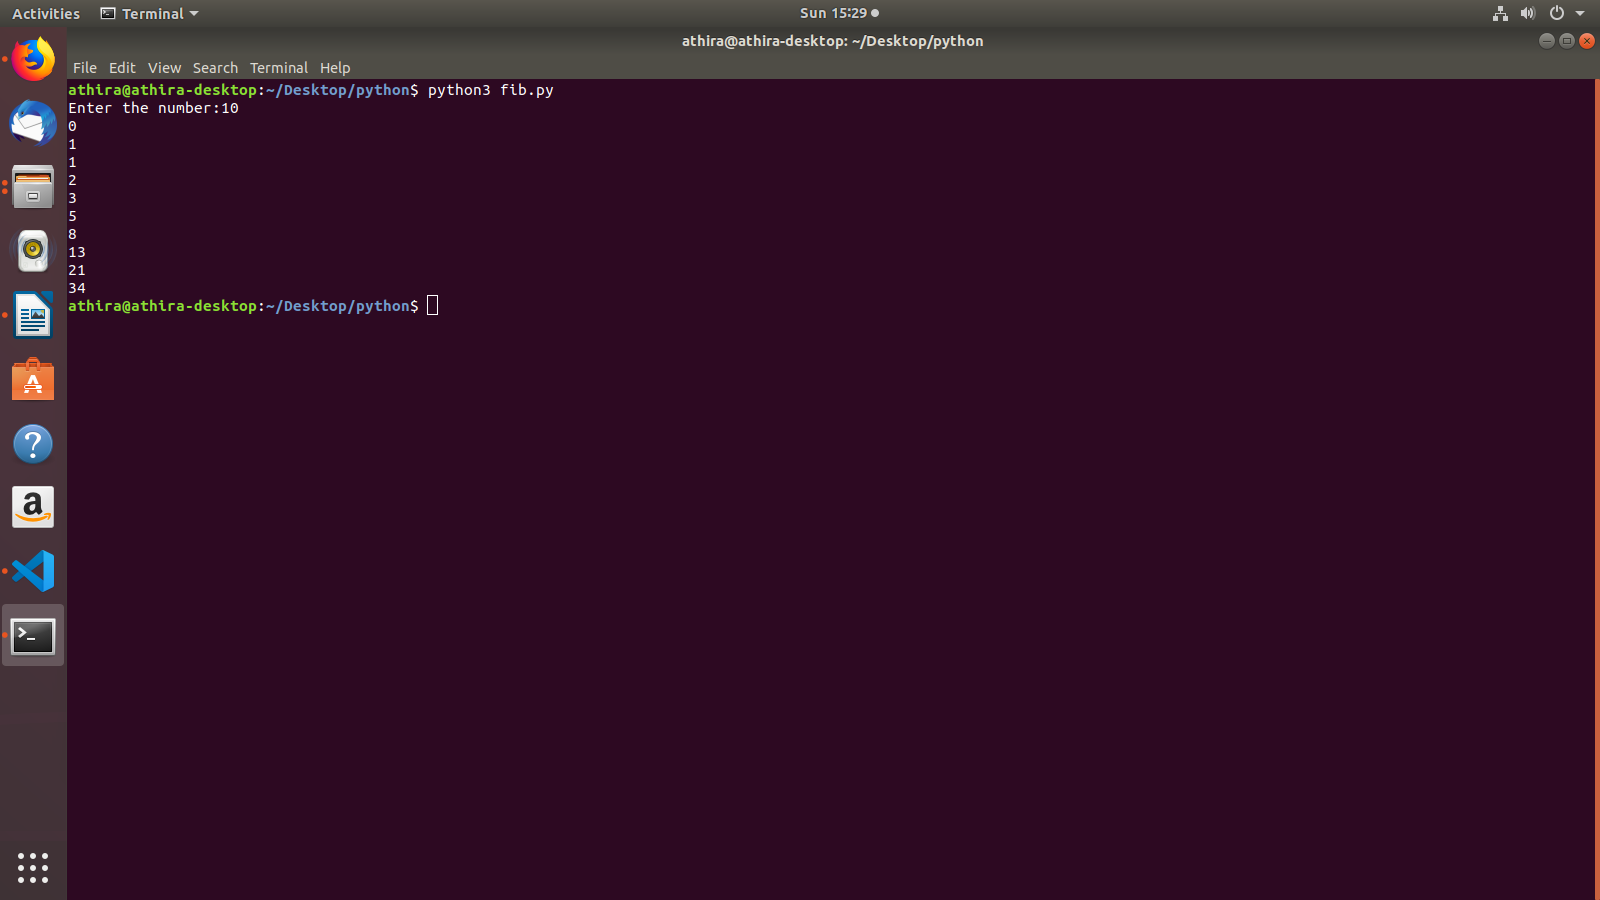 Activities Terminal Sun 15:29
athira@athira-desktop: ~/Desktop/python
File Edit View Search Terminal Help
athira@athira-desktop:~/Desktop/python$ python3 fib.py
Enter the number:10
0
1
1
2
3
5
8
13
21
34
athira@athira-desktop:~/Desktop/python$